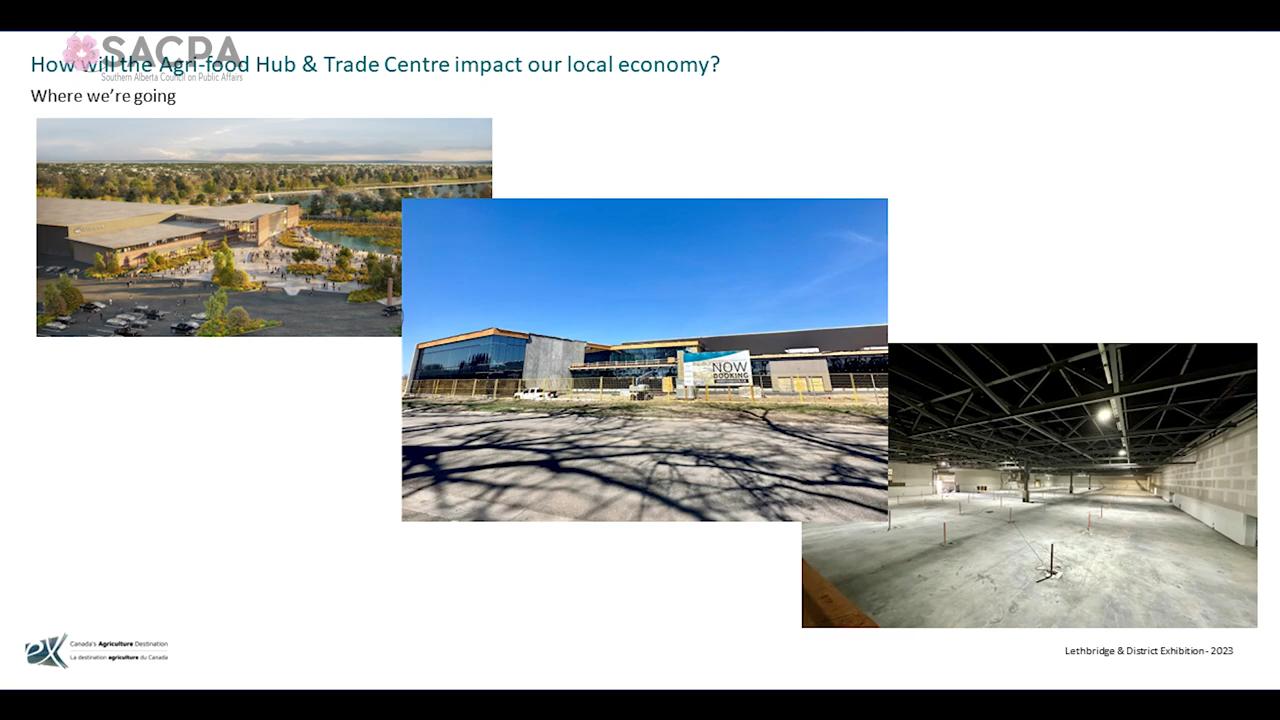 SACPA
Southern Alberta Council on Public Affairs
How will the Agri-food Hub & Trade Centre impact our local economy?
Where we're going
NOW
BOOKING
ex
Canada's Agriculture Destination
La destination agriculture du Canada
Lethbridge & District Exhibition - 2023